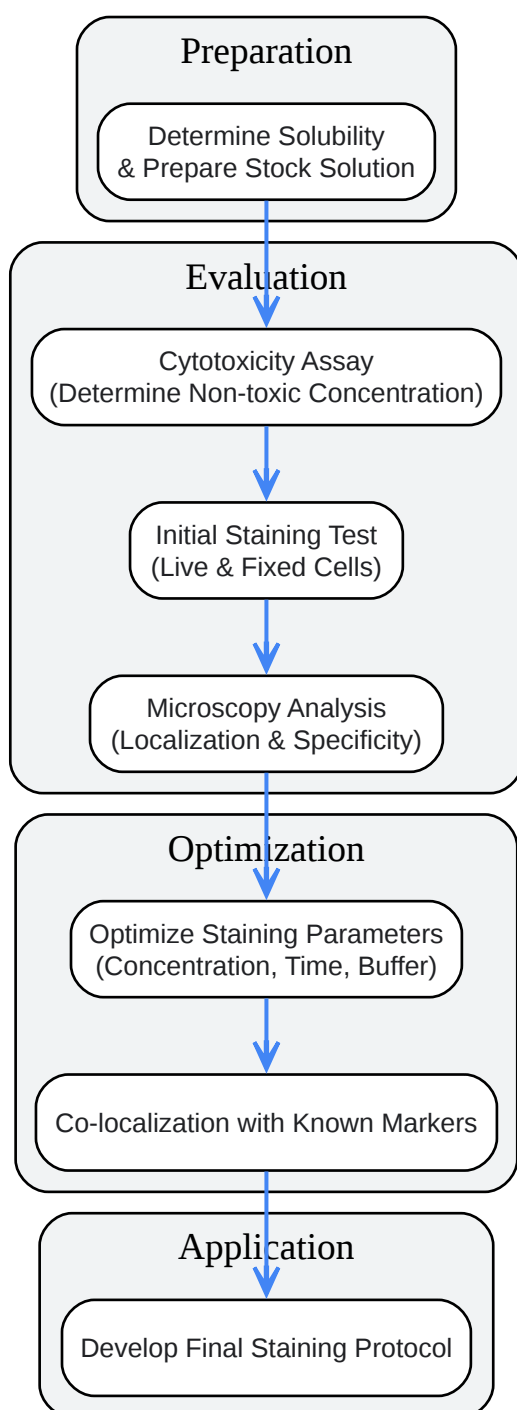 Preparation
Determine Solubility
& Prepare Stock Solution
Evaluation
Cytotoxicity Assay
(Determine Non-toxic Concentration)
Initial Staining Test
(Live & Fixed Cells)
Microscopy Analysis
(Localization & Specificity)
Optimization
Optimize Staining Parameters
(Concentration, Time, Buffer)
Co-localization with Known Markers
Application
Develop Final Staining Protocol